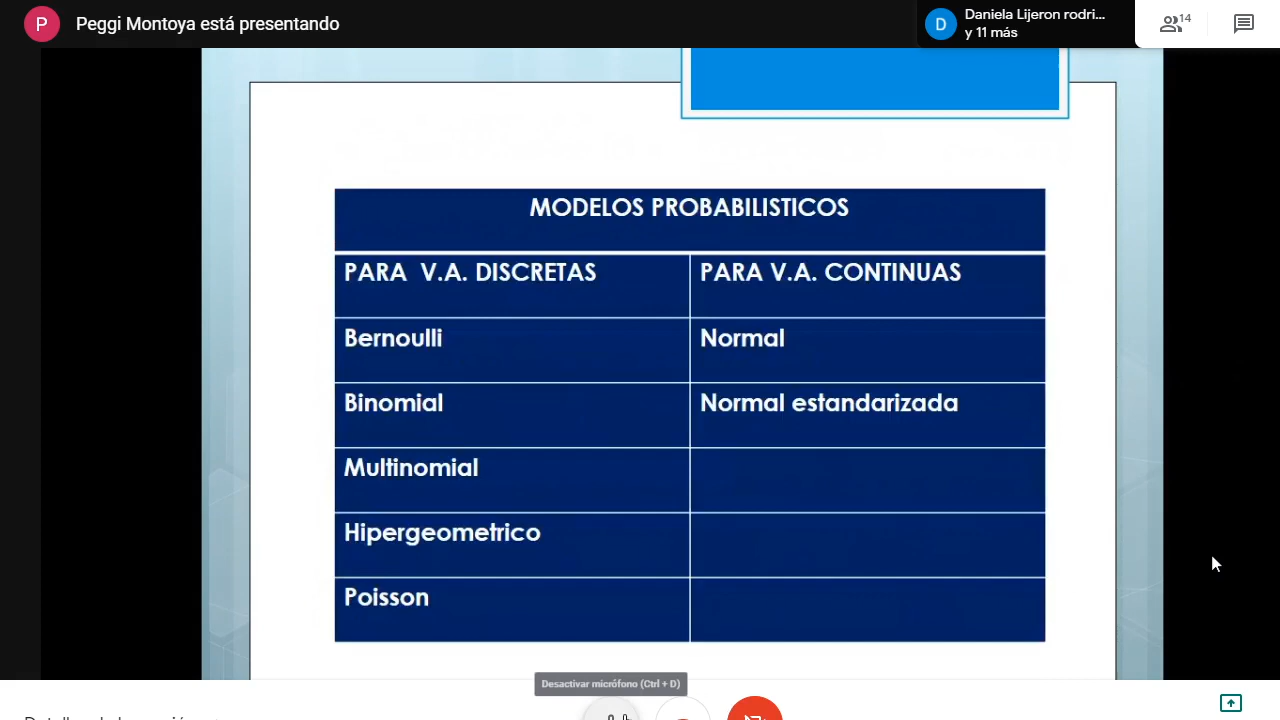 P Peggi Montoya está presentando
D Daniela Lijeron rodri...
y 11 más
14
MODELOS PROBABILISTICOS
PARA V.A. DISCRETAS PARA V.A. CONTINUAS
Bernoulli Normal
Binomial Normal estandarizada
Multinomial
Hipergeometrico
Poisson
Desactivar micrófono (Ctrl + D)